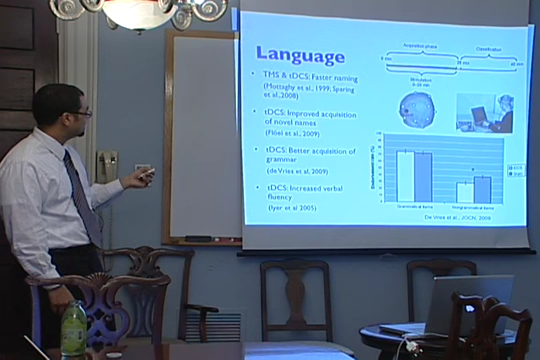 Language
TMS & tDCS: Faster naming
(Mottaghy et al., 1999; Sparing
et al., 2008)
tDCS: Improved acquisition
of novel names
(Flöel et al., 2009)
tDCS: Better acquisition of
grammar
(de Vries et al, 2009)
tDCS: Increased verbal
fluency
(Iyer et al 2005)
Acquisition phase
Classification
Stimulation
Grammatical items
Nongrammatical items
De Vries et al., JOCN, 2009